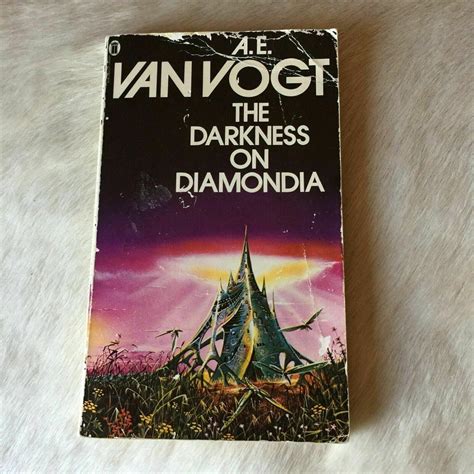 A.E.
VAN VOGT
THE
DARKNESS
ON
DIAMONDIA